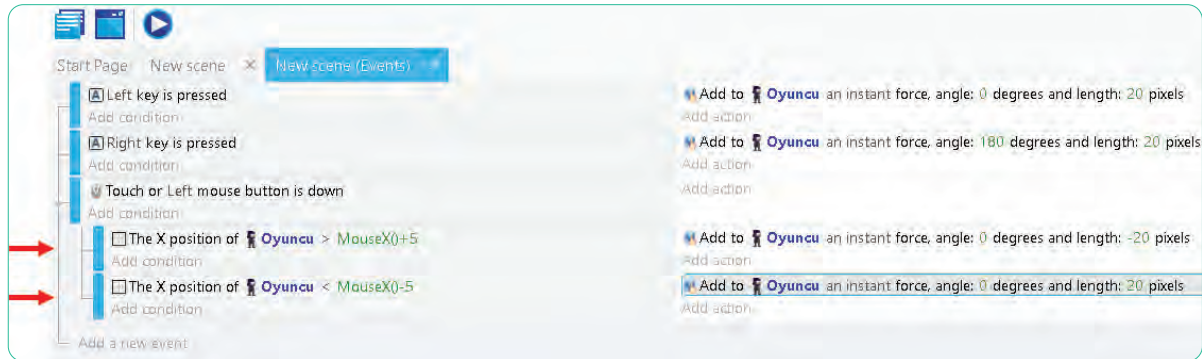 Start Page New scene × New scene (Events) ×
A Left key is pressed
Add to Oyuncu an instant force, angle: 0 degrees and length: 20 pixels
Add condition
Add action
A Right key is pressed
Add to Oyuncu an instant force, angle: 180 degrees and length: 20 pixels
Add condition
Add action
Touch or Left mouse button is down
Add action
Add condition
The X position of Oyuncu > MouseX()+5
Add to Oyuncu an instant force, angle: 0 degrees and length: -20 pixels
Add condition
Add action
The X position of Oyuncu < MouseX()-5
Add to Oyuncu an instant force, angle: 0 degrees and length: 20 pixels
Add condition
Add action
Add a new event